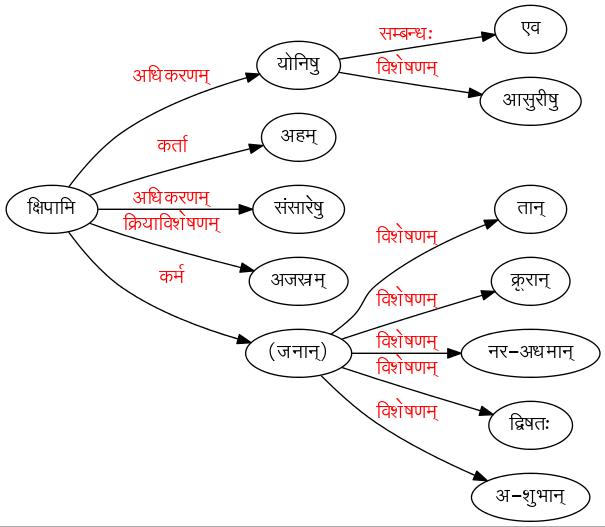 एव
सम्बन्धः
योनिषु
विशेषणम्
अधिकरणम्
आसुरीषु
अहम्
कर्ता
क्षिपामि
अधिकरणम्
संसारेषु
तान्
क्रियाविशेषणम्
विशेषणम्
अजस्रम्
कर्म
क्रूरान्
विशेषणम्
(जनान्)
विशेषणम्
नर-अधमान्
विशेषणम्
द्विषतः
विशेषणम्
अ-शुभान्